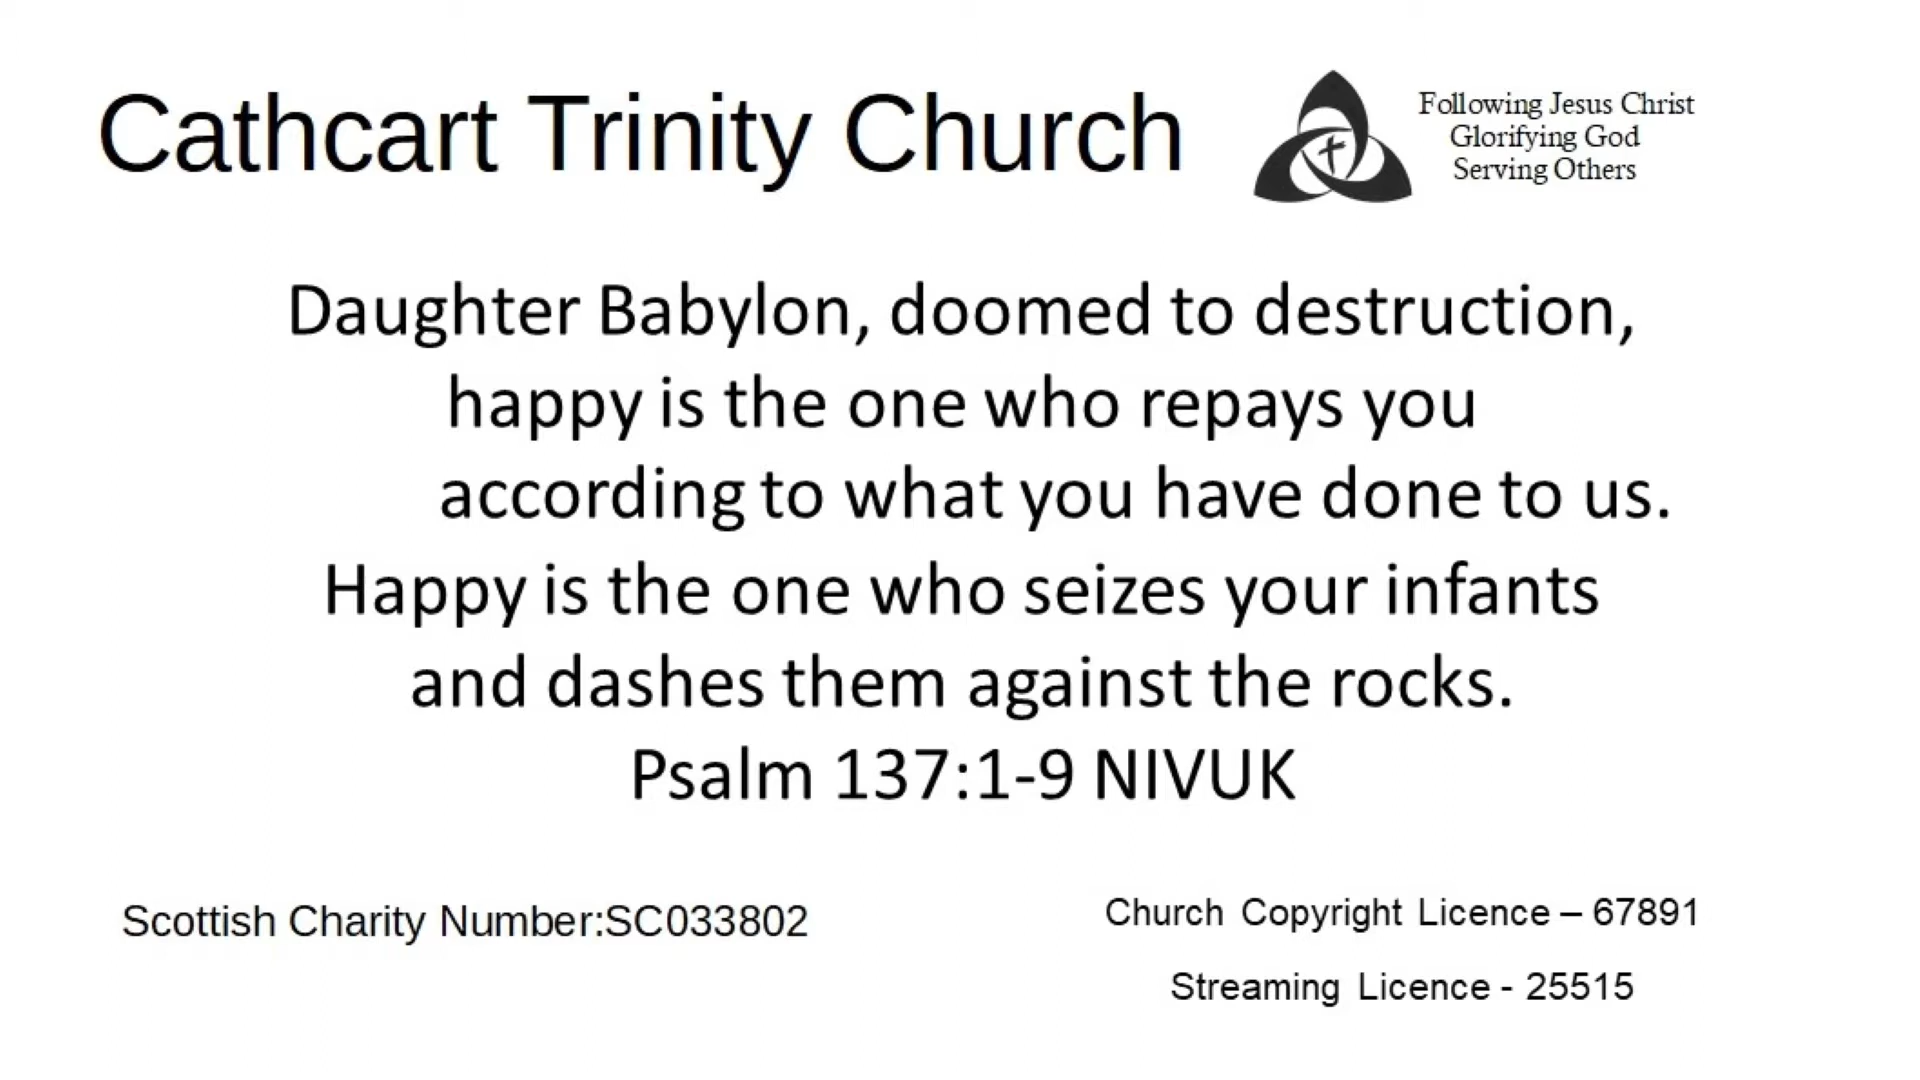 Cathcart Trinity Church
Following Jesus Christ
Glorifying God
Serving Others
Daughter Babylon, doomed to destruction,
happy is the one who repays you
according to what you have done to us.
Happy is the one who seizes your infants
and dashes them against the rocks.
Psalm 137:1-9 NIVUK
Scottish Charity Number:SC033802
Church Copyright Licence – 67891
Streaming Licence - 25515